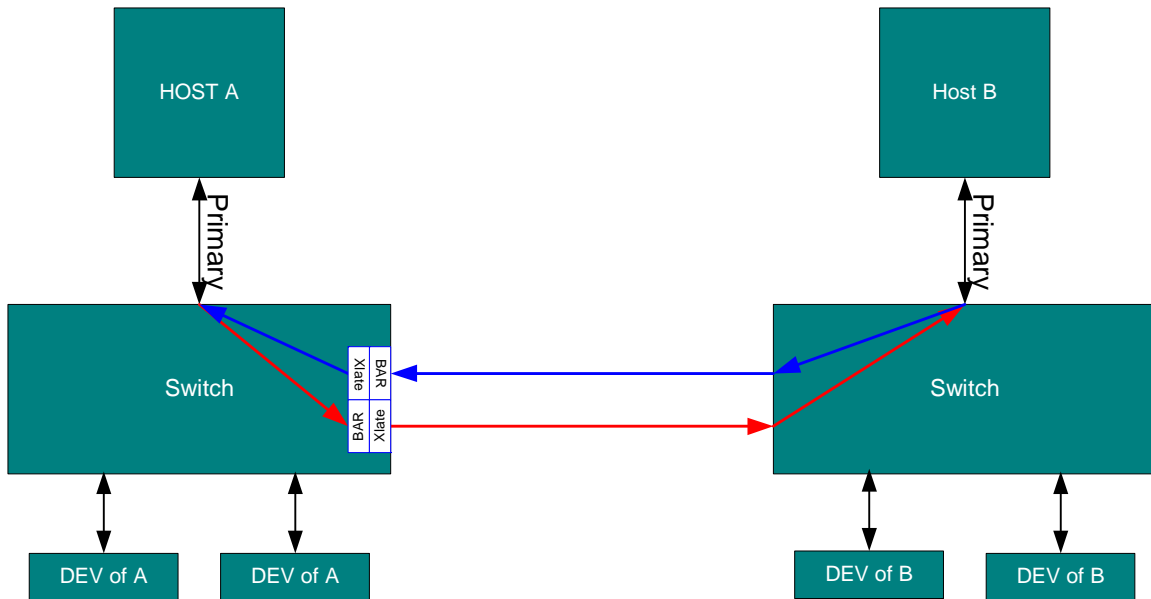 HOST A
Host B
Primary
Primary
Switch
BAR
Xlate
Xlate
BAR
Switch
DEV of A
DEV of A
DEV of B
DEV of B